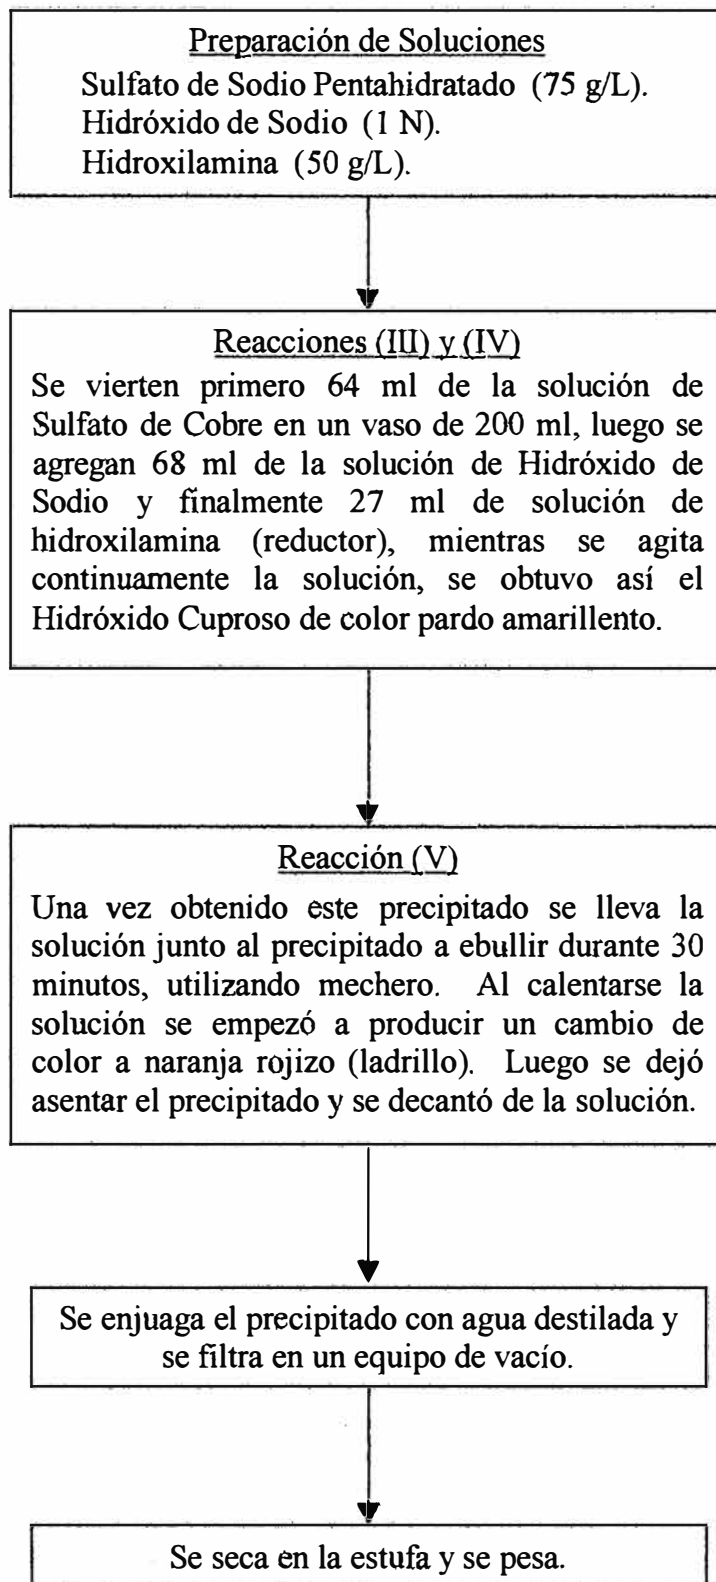 Preparación de Soluciones
Sulfato de Sodio Pentahidratado (75 g/L).
Hidróxido de Sodio (1 N).
Hidroxilamina (50 g/L).
Reacciones (III) y (IV)
Se vierten primero 64 ml de la solución de
Sulfato de Cobre en un vaso de 200 ml, luego se
agregan 68 ml de la solución de Hidróxido de
Sodio y finalmente 27 ml de solución de
hidroxilamina (reductor), mientras se agita
continuamente la solución, se obtuvo así el
Hidróxido Cuproso de color pardo amarillento.
Reacción (V)
Una vez obtenido este precipitado se lleva la
solución junto al precipitado a ebullir durante 30
minutos, utilizando mechero. Al calentarse la
solución se empezó a producir un cambio de
color a naranja rojizo (ladrillo). Luego se dejó
asentar el precipitado y se decantó de la solución.
Se enjuaga el precipitado con agua destilada y
se filtra en un equipo de vacío.
Se seca en la estufa y se pesa.